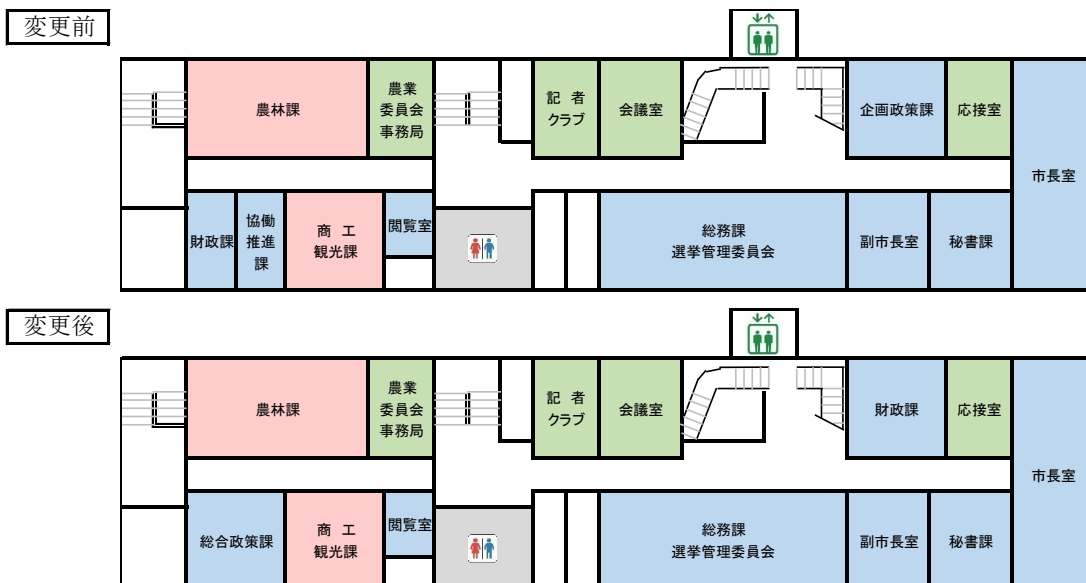 変更前
農林課
農業
委員会
事務局
記 者
クラブ
会議室
企画政策課
応接室
市長室
財政課
協働
推進
課
商 工
観光課
閲覧室
総務課
選挙管理委員会
副市長室
秘書課
変更後
農林課
農業
委員会
事務局
記 者
クラブ
会議室
財政課
応接室
市長室
総合政策課
商 工
観光課
閲覧室
総務課
選挙管理委員会
副市長室
秘書課